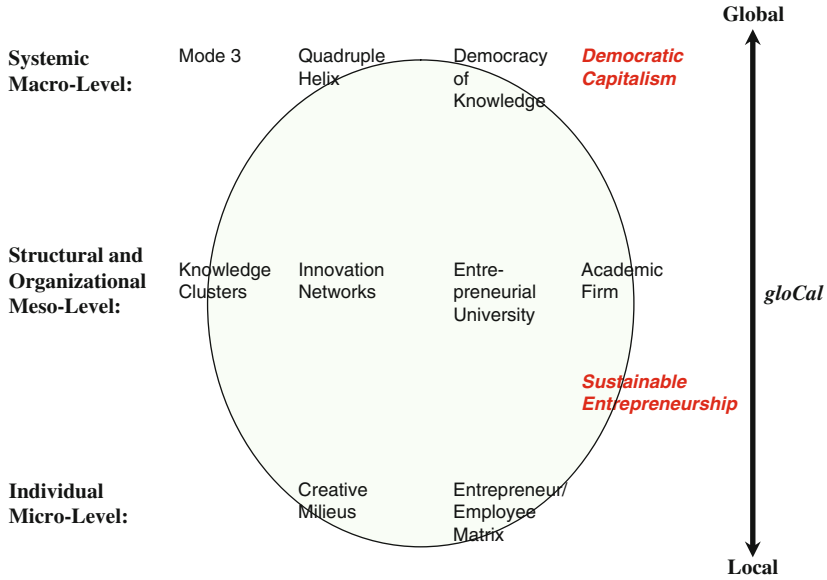 Global
Systemic
Macro-Level:
Mode 3
Quadruple
Helix
Democracy
of
Knowledge
Democratic
Capitalism
Structural and
Organizational
Meso-Level:
Knowledge
Clusters
Innovation
Networks
Entre-
preneurial
University
Academic
Firm
gloCal
Sustainable
Entrepreneurship
Individual
Micro-Level:
Creative
Milieus
Entrepreneur/
Employee
Matrix
Local